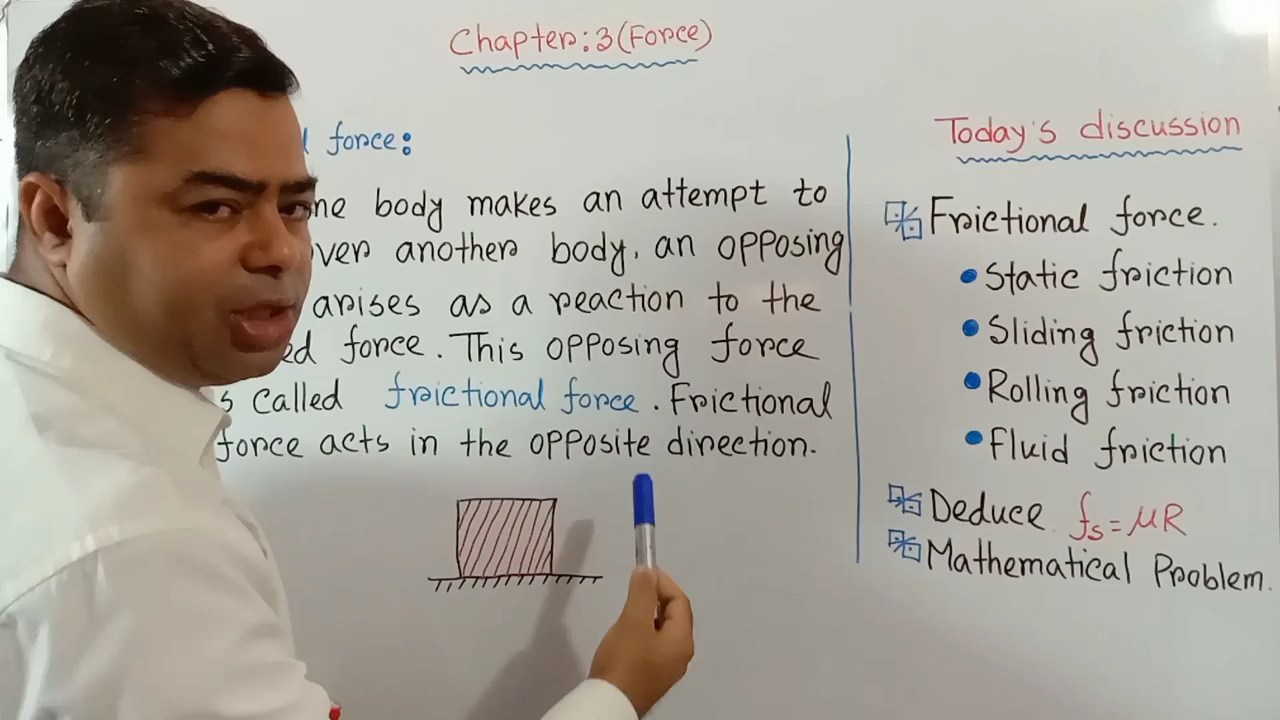 Chapter: 3 (Force)
force:
body makes an attempt to
another body, an opposing
arises as a reaction to the
force. This opposing force
called frictional force. Frictional
force acts in the opposite direction.
Today's discussion
Frictional force.
Static friction
Sliding friction
Rolling friction
Fluid friction
Deduce fs = μR
Mathematical Problem.